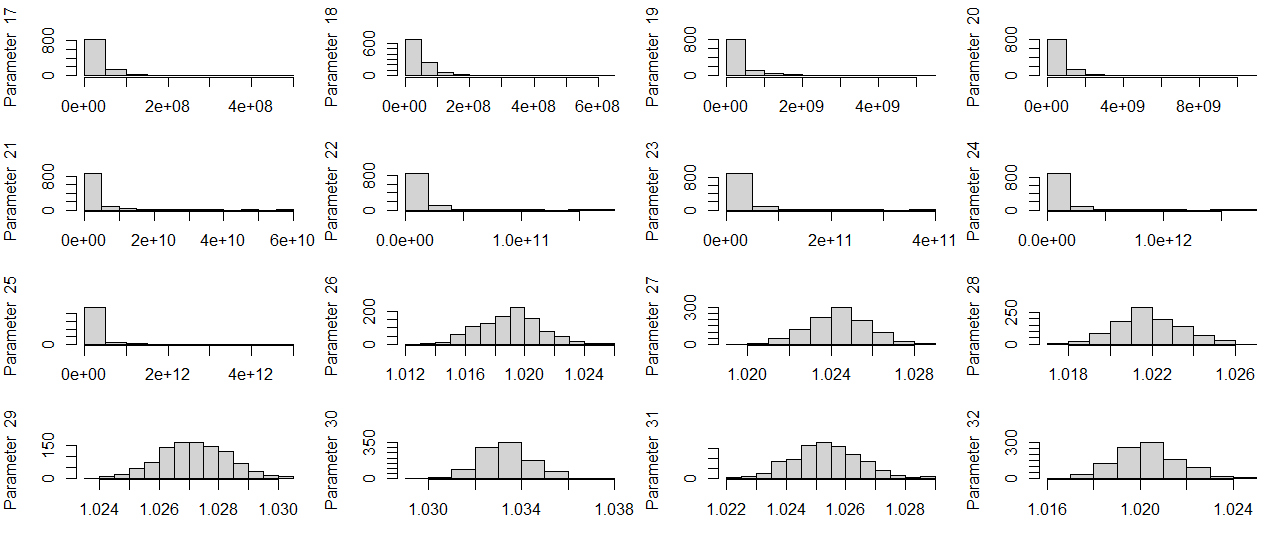 Parameter 17
800
0
0e+00 2e+08 4e+08
Parameter 18
600
0
0e+00 2e+08 4e+08 6e+08
Parameter 19
800
0
0e+00 2e+09 4e+09
Parameter 20
800
0
0e+00 4e+09 8e+09
Parameter 21
800
0
0e+00 2e+10 4e+10 6e+10
Parameter 22
800
0
0.0e+00 1.0e+11
Parameter 23
800
0
0e+00 2e+11 4e+11
Parameter 24
800
0
0.0e+00 1.0e+12
Parameter 25
0
0e+00 2e+12 4e+12
Parameter 26
200
0
1.012 1.016 1.020 1.024
Parameter 27
300
0
1.020 1.024 1.028
Parameter 28
250
0
1.018 1.022 1.026
Parameter 29
150
0
1.024 1.026 1.028 1.030
Parameter 30
350
0
1.030 1.034 1.038
Parameter 31
0
1.022 1.024 1.026 1.028
Parameter 32
300
0
1.016 1.020 1.024